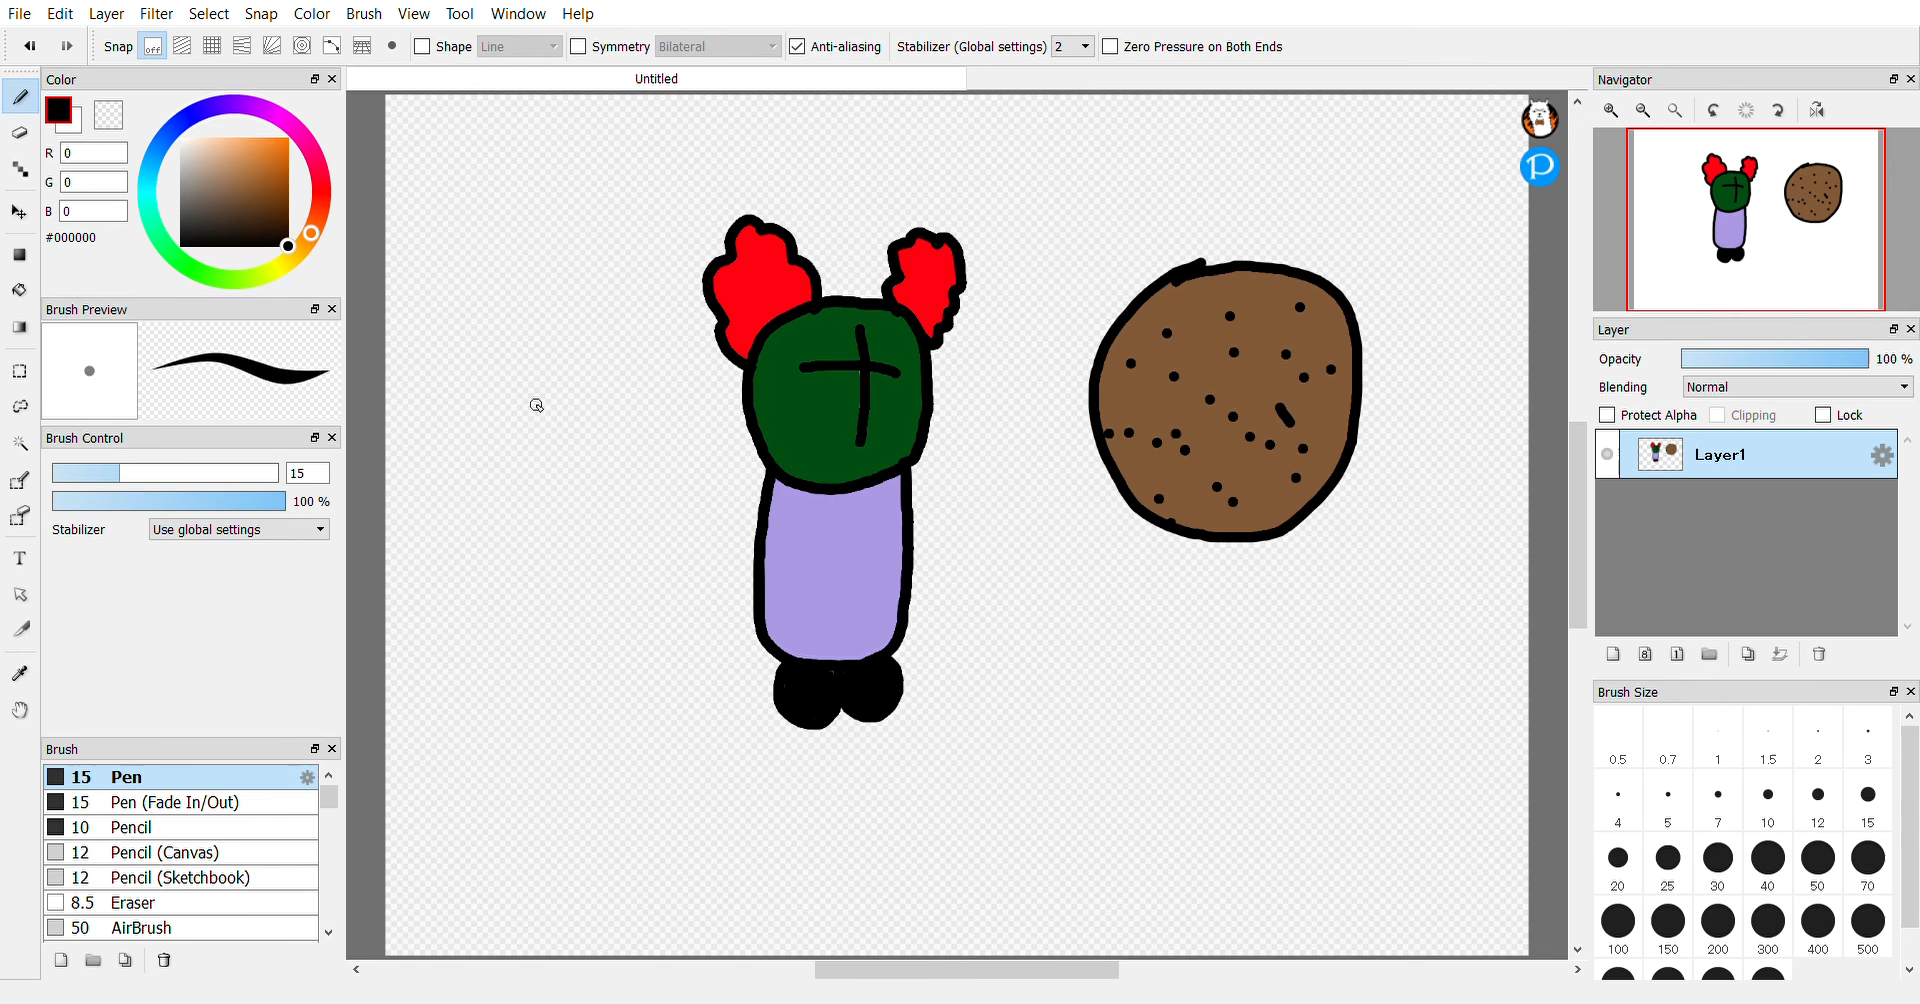 File Edit Layer Filter Select Snap Color Brush View Tool Window Help
Snap off Shape Line Symmetry Bilateral Anti-aliasing Stabilizer (Global settings) 2 Zero Pressure on Both Ends
Color
Untitled
Navigator
R 0
G 0
B 0
#000000
P
Brush Preview
Layer
Opacity 100 %
Blending Normal
Protect Alpha Clipping Lock
Brush Control
15
100 %
Stabilizer Use global settings
Layer1
8 1
T
Brush Size
0.5 0.7 1 1.5 2 3
4 5 7 10 12 15
20 25 30 40 50 70
100 150 200 300 400 500
Brush
15 Pen
15 Pen (Fade In/Out)
10 Pencil
12 Pencil (Canvas)
12 Pencil (Sketchbook)
8.5 Eraser
50 AirBrush